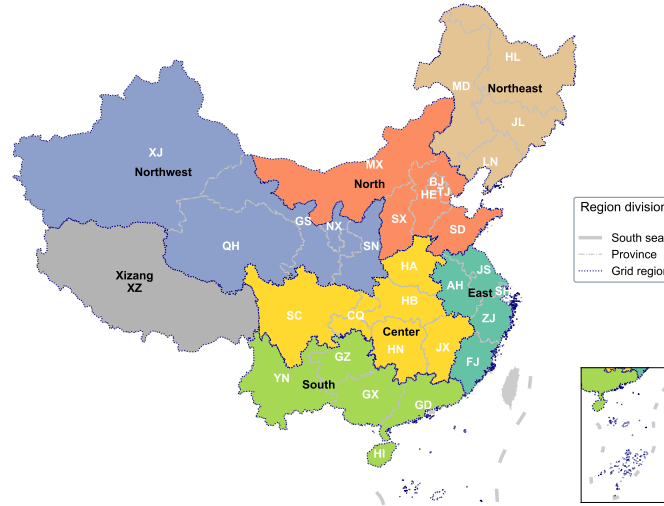 HL
MD
Northeast
JL
LN
XJ
Northwest
MX
North
BJ
TJ
HE
GS
NX
SX
SD
QH
SN
Xizang
XZ
HA
JS
AH
East
HB
SC
CQ
ZJ
Center
HN
JX
FJ
GZ
YN
South
GX
GD
HI
Region division
South sea
Province
Grid region